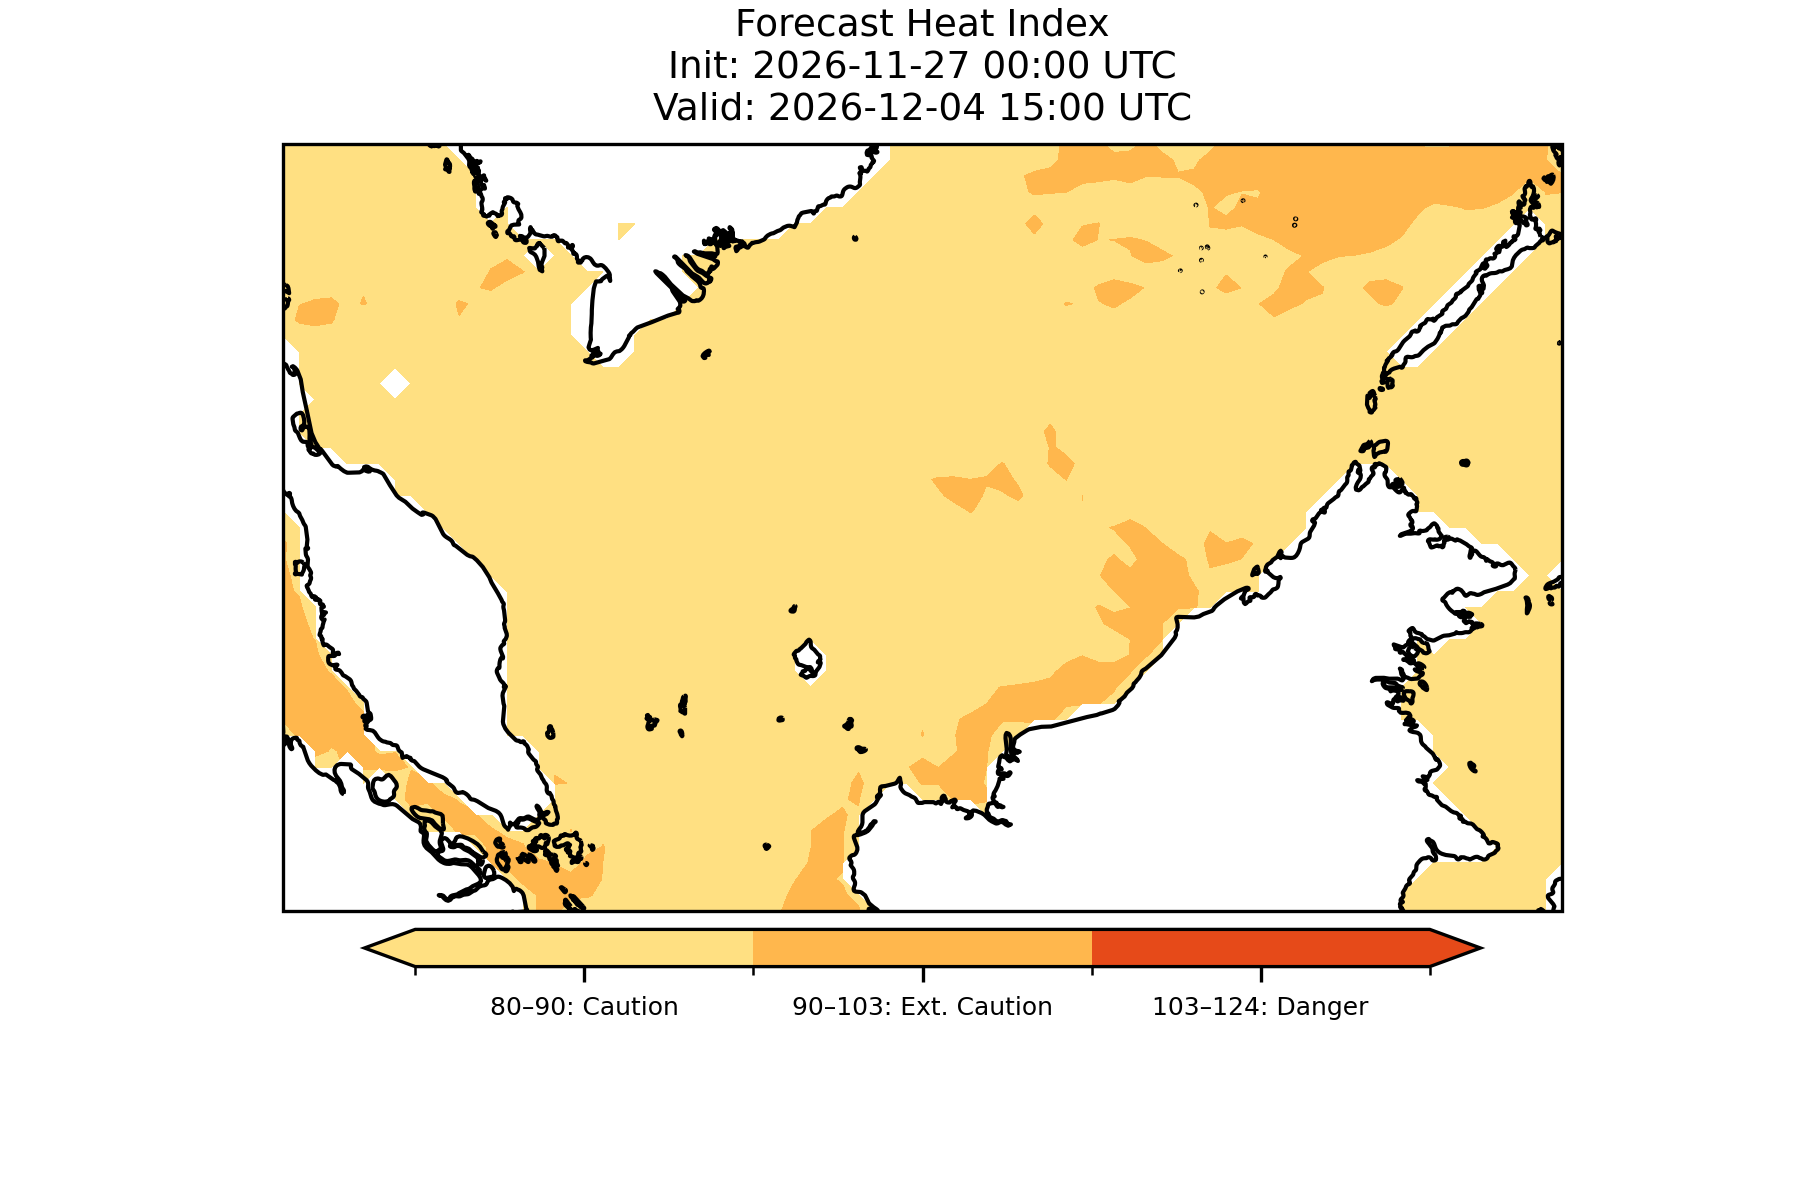 Forecast Heat Index
Init: 2026-11-27 00:00 UTC
Valid: 2026-12-04 15:00 UTC
80–90: Caution
90–103: Ext. Caution
103–124: Danger